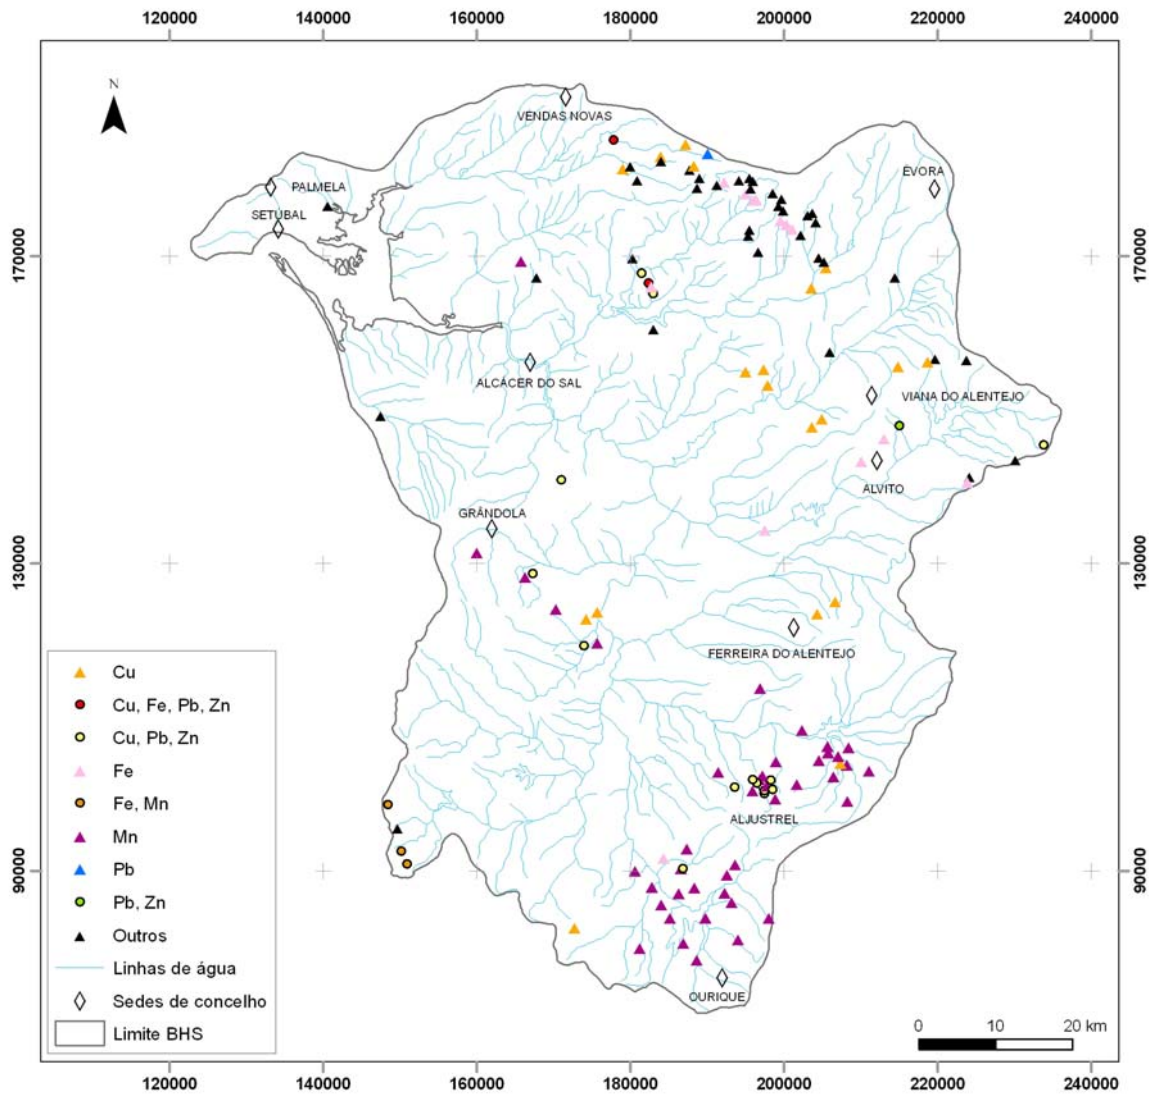 120000 140000 160000 180000 200000 220000 240000
N
VENDAS NOVAS
ÉVORA
PALMELA
SETÚBAL
170000
170000
ALCÁCER DO SAL
VIANA DO ALENTEJO
ALVITO
GRÂNDOLA
130000
130000
FERREIRA DO ALENTEJO
Cu
Cu, Fe, Pb, Zn
Cu, Pb, Zn
Fe
Fe, Mn
Mn
Pb
Pb, Zn
Outros
Linhas de água
Sedes de concelho
Limite BHS
ALJUSTREL
90000
90000
OURIQUE
0 10 20 km
120000 140000 160000 180000 200000 220000 240000